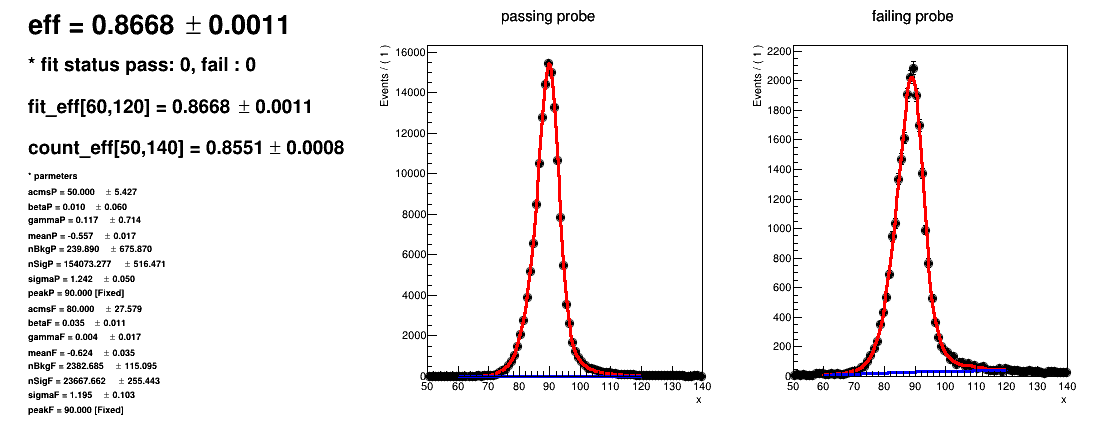 eff = 0.8668 ± 0.0011
* fit status pass: 0, fail : 0
fit_eff[60,120] = 0.8668 ± 0.0011
count_eff[50,140] = 0.8551 ± 0.0008
* parmeters
acmsP = 50.000 ± 5.427
betaP = 0.010 ± 0.060
gammaP = 0.117 ± 0.714
meanP = -0.557 ± 0.017
nBkgP = 239.890 ± 675.870
nSigP = 154073.277 ± 516.471
sigmaP = 1.242 ± 0.050
peakP = 90.000 [Fixed]
acmsF = 80.000 ± 27.579
betaF = 0.035 ± 0.011
gammaF = 0.004 ± 0.017
meanF = -0.624 ± 0.035
nBkgF = 2382.685 ± 115.095
nSigF = 23667.662 ± 255.443
sigmaF = 1.195 ± 0.103
peakF = 90.000 [Fixed]
passing probe
Events / ( 1 )
16000
14000
12000
10000
8000
6000
4000
2000
0
50 60 70 80 90 100 110 120 130 140
x
failing probe
Events / ( 1 )
2200
2000
1800
1600
1400
1200
1000
800
600
400
200
0
50 60 70 80 90 100 110 120 130 140
x